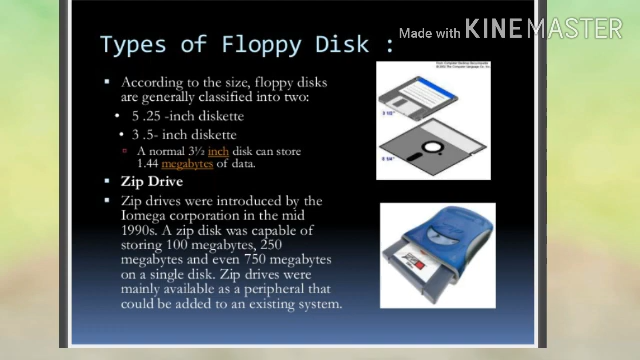 Made with KINEMASTER
Types of Floppy Disk :
According to the size, floppy disks
are generally classified into two:
5 .25 -inch diskette
3 .5- inch diskette
A normal 3½ inch disk can store
1.44 megabytes of data.
Zip Drive
Zip drives were introduced by the
Iomega corporation in the mid
1990s. A zip disk was capable of
storing 100 megabytes, 250
megabytes and even 750 megabytes
on a single disk. Zip drives were
mainly available as a peripheral that
could be added to an existing system.
3 1/2"
5 1/4"